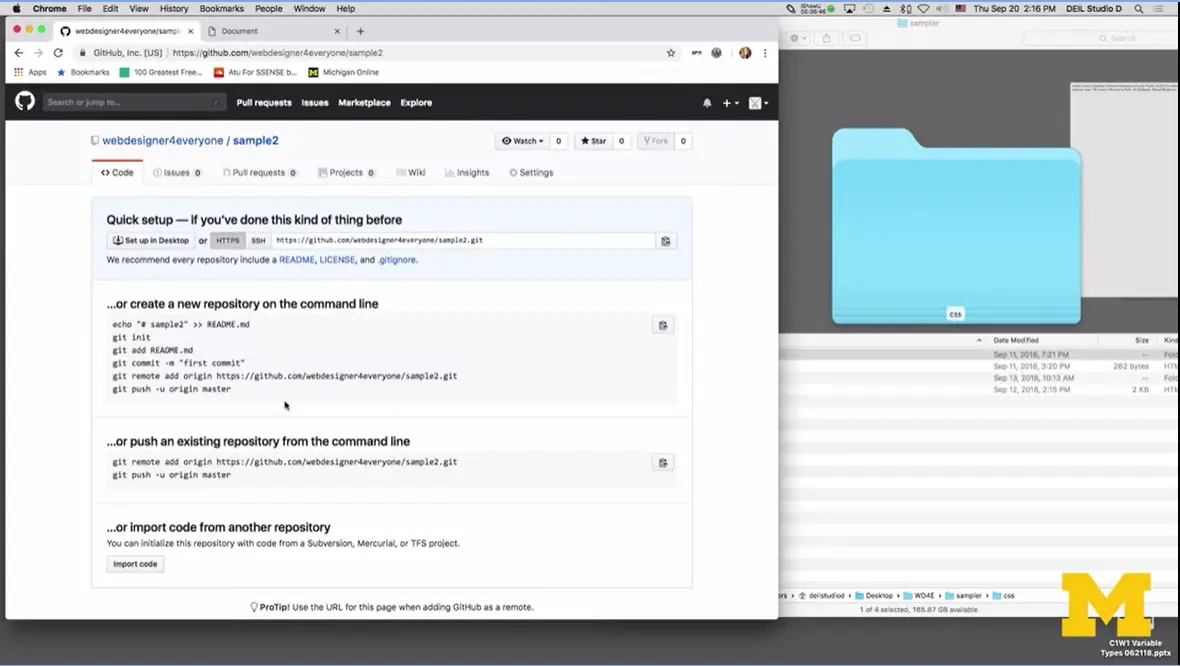 Chrome File Edit View History Bookmarks People Window Help
Thu Sep 20 2:16 PM DEIL Studio D
webdesigner4everyone/sampl
Document
sampler
GitHub, Inc. [US] | https://github.com/webdesigner4everyone/sample2
Search
Apps Bookmarks 100 Greatest Free... Atu For SSENSE b... Michigan Online
Search or jump to... / Pull requests Issues Marketplace Explore
webdesigner4everyone / sample2
Watch 0 Star 0 Fork 0
Code Issues 0 Pull requests 0 Projects 0 Wiki Insights Settings
Quick setup — if you've done this kind of thing before
Set up in Desktop or HTTPS SSH https://github.com/webdesigner4everyone/sample2.git
We recommend every repository include a README, LICENSE, and .gitignore.
…or create a new repository on the command line
echo "# sample2" >> README.md
git init
git add README.md
git commit -m "first commit"
git remote add origin https://github.com/webdesigner4everyone/sample2.git
git push -u origin master
…or push an existing repository from the command line
git remote add origin https://github.com/webdesigner4everyone/sample2.git
git push -u origin master
…or import code from another repository
You can initialize this repository with code from a Subversion, Mercurial, or TFS project.
Import code
ProTip! Use the URL for this page when adding GitHub as a remote.
css
Date Modified Size Kin
Sep 11, 2018, 7:21 PM -- Fol
Sep 11, 2018, 3:20 PM 262 bytes HT
Sep 13, 2018, 10:13 AM -- Fol
Sep 12, 2018, 2:15 PM 2 KB HT
deilstudiod › Desktop › WD4E › sampler › css
1 of 4 selected, 165.87 GB available
M
C1W1 Variable
Types 062118.pptx